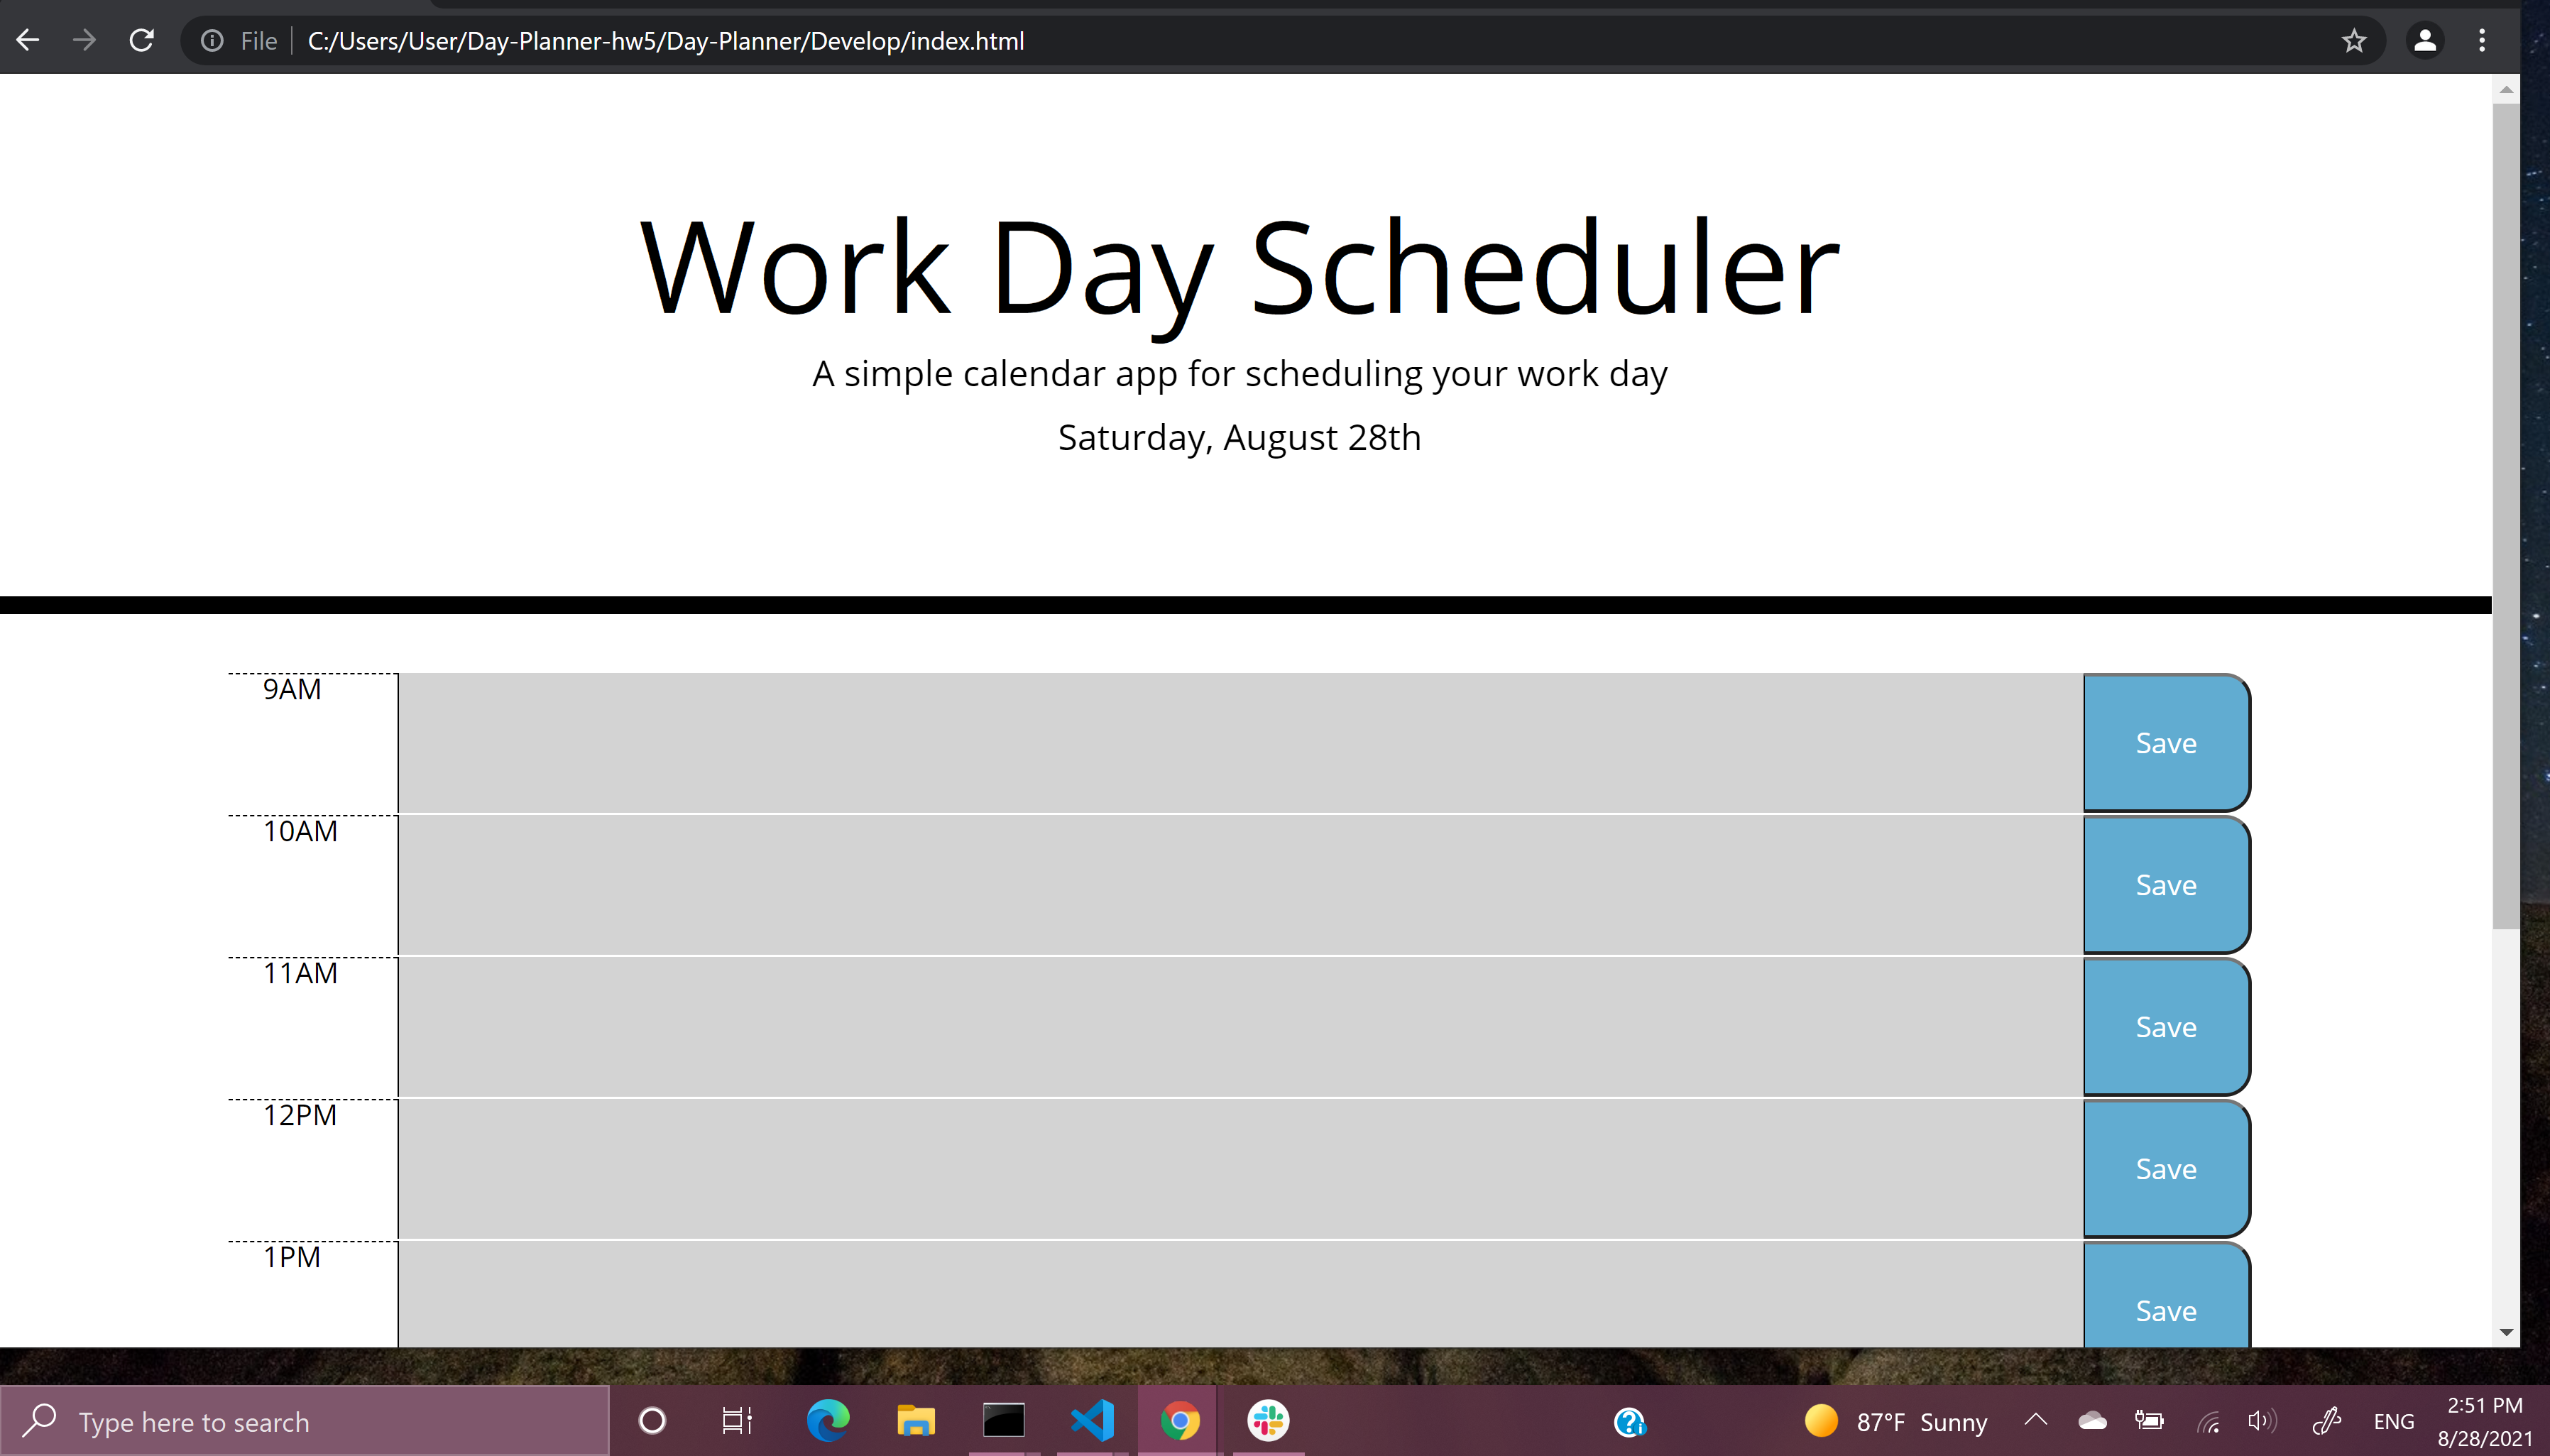 File C:/Users/User/Day-Planner-hw5/Day-Planner/Develop/index.html
Work Day Scheduler
A simple calendar app for scheduling your work day
Saturday, August 28th
9AM
Save
10AM
Save
11AM
Save
12PM
Save
1PM
Save
Type here to search
87°F Sunny
ENG
2:51 PM
8/28/2021